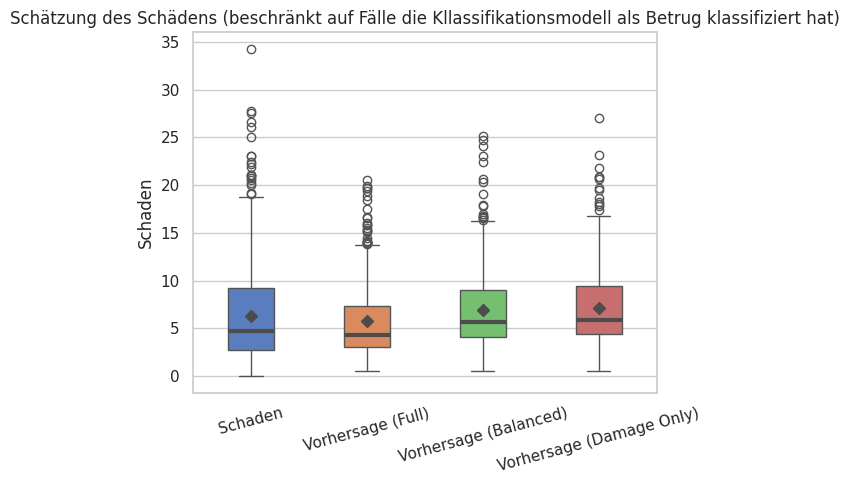 Schätzung des Schädens (beschränkt auf Fälle die Kllassifikationsmodell als Betrug klassifiziert hat)
35
30
25
20
15
10
5
0
Schaden
Schaden
Vorhersage (Full)
Vorhersage (Balanced)
Vorhersage (Damage Only)